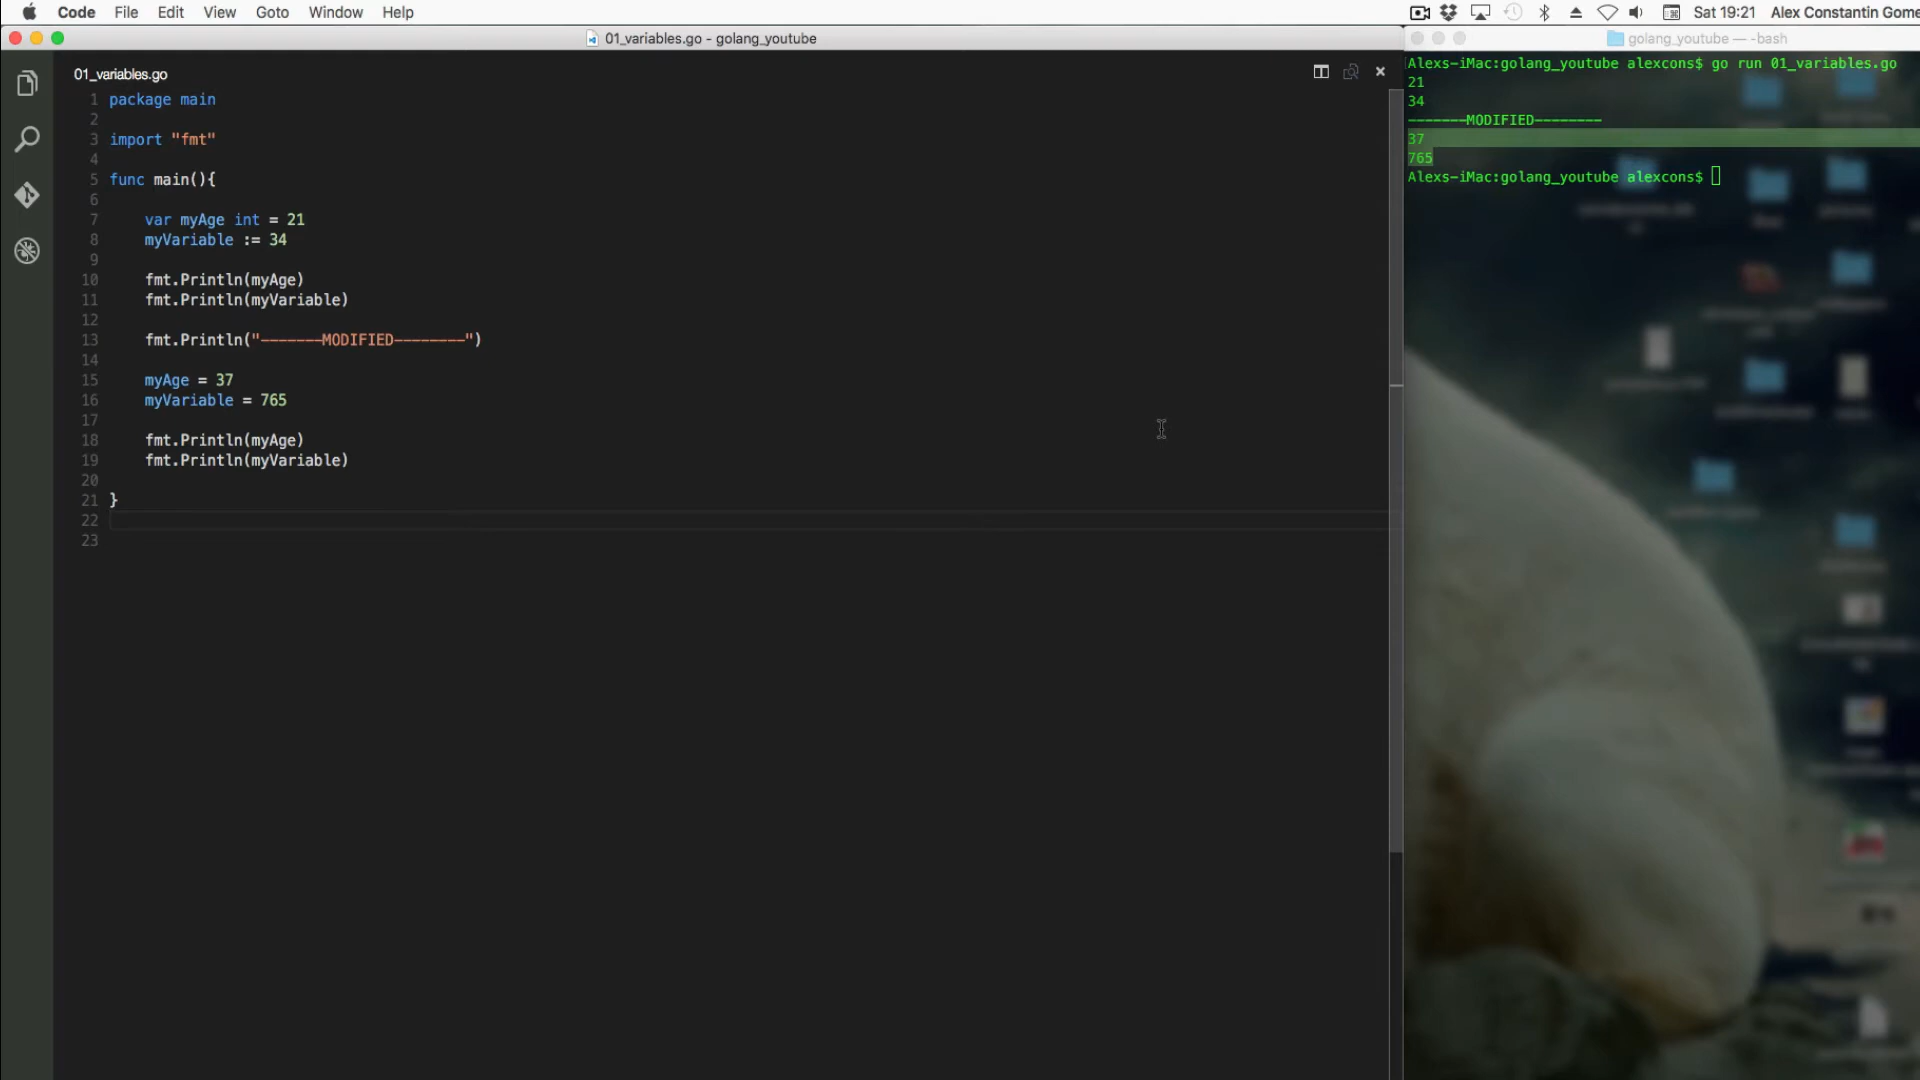 Code File Edit View Goto Window Help
Sat 19:21 Alex Constantin Gome
01_variables.go - golang_youtube
golang_youtube — -bash
01_variables.go
1 package main
2
3 import "fmt"
4
5 func main(){
6
7 var myAge int = 21
8 myVariable := 34
9
10 fmt.Println(myAge)
11 fmt.Println(myVariable)
12
13 fmt.Println("-------MODIFIED--------")
14
15 myAge = 37
16 myVariable = 765
17
18 fmt.Println(myAge)
19 fmt.Println(myVariable)
20
21 }
22
23
Alexs-iMac:golang_youtube alexcons$ go run 01_variables.go
21
34
-------MODIFIED--------
37
765
Alexs-iMac:golang_youtube alexcons$